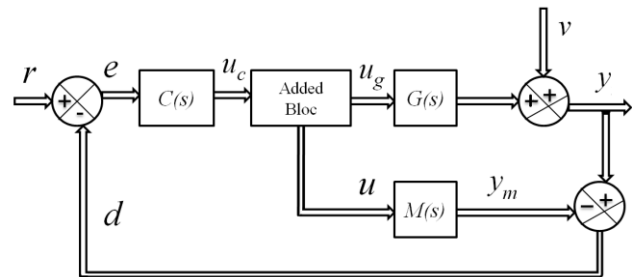 v
r
e
u_c
u_g
y
+
-
C(s)
Added
Bloc
G(s)
+
+
d
u
M(s)
y_m
-
+